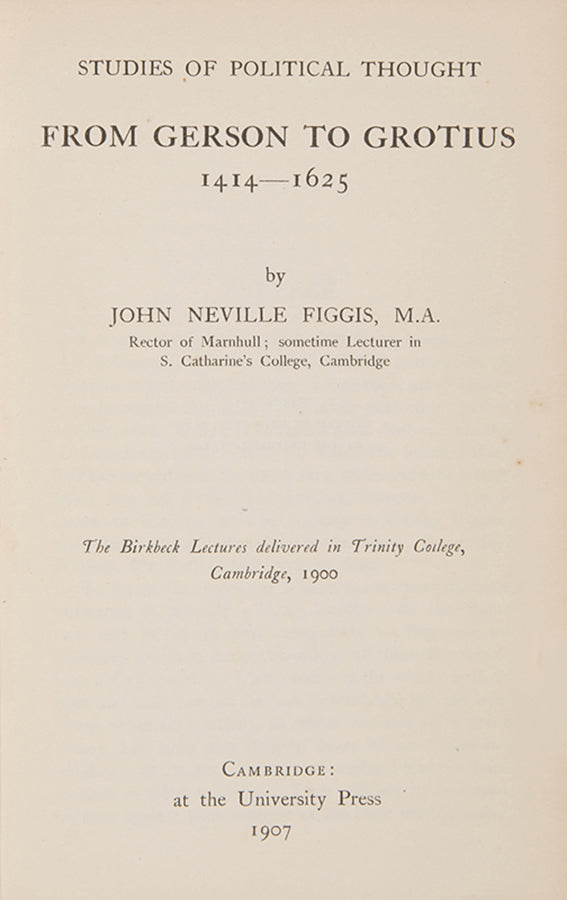 STUDIES OF POLITICAL THOUGHT
FROM GERSON TO GROTIUS
1414—1625
by
JOHN NEVILLE FIGGIS, M.A.
Rector of Marnhull; sometime Lecturer in
S. Catharine's College, Cambridge
The Birkbeck Lectures delivered in Trinity College,
Cambridge, 1900
CAMBRIDGE:
at the University Press
1907